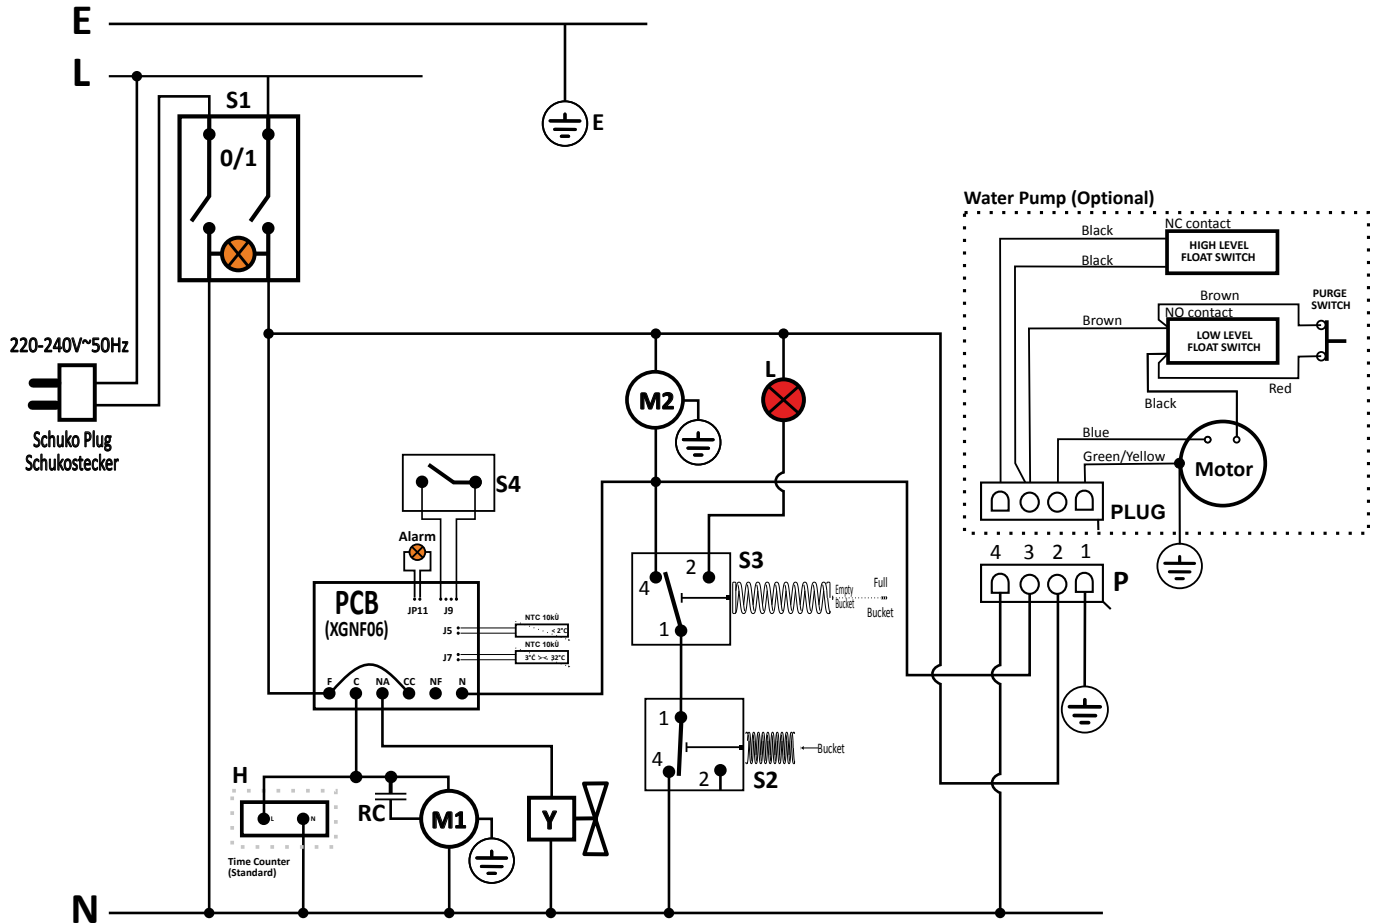 E
L
S1
E
0/1
220-240V~50Hz
Schuko Plug
Schukostecker
Water Pump (Optional)
NC contact
Black
HIGH LEVEL
FLOAT SWITCH
Black
Brown
PURGE
SWITCH
NO contact
Brown
LOW LEVEL
FLOAT SWITCH
Red
Black
Blue
Green/Yellow
Motor
PLUG
4 3 2 1
P
L
M2
S4
Alarm
PCB
(XGNF06)
JP11 J9
J5
J7
NTC 10kÙ
< 2°C
NTC 10kÙ
3°C >-< 32°C
F C NA CC NF N
S3
2
4
1
Empty
Bucket
Full
Bucket
1
4
2
S2
Bucket
H
L N
Time Counter
(Standard)
RC
M1
Y
N